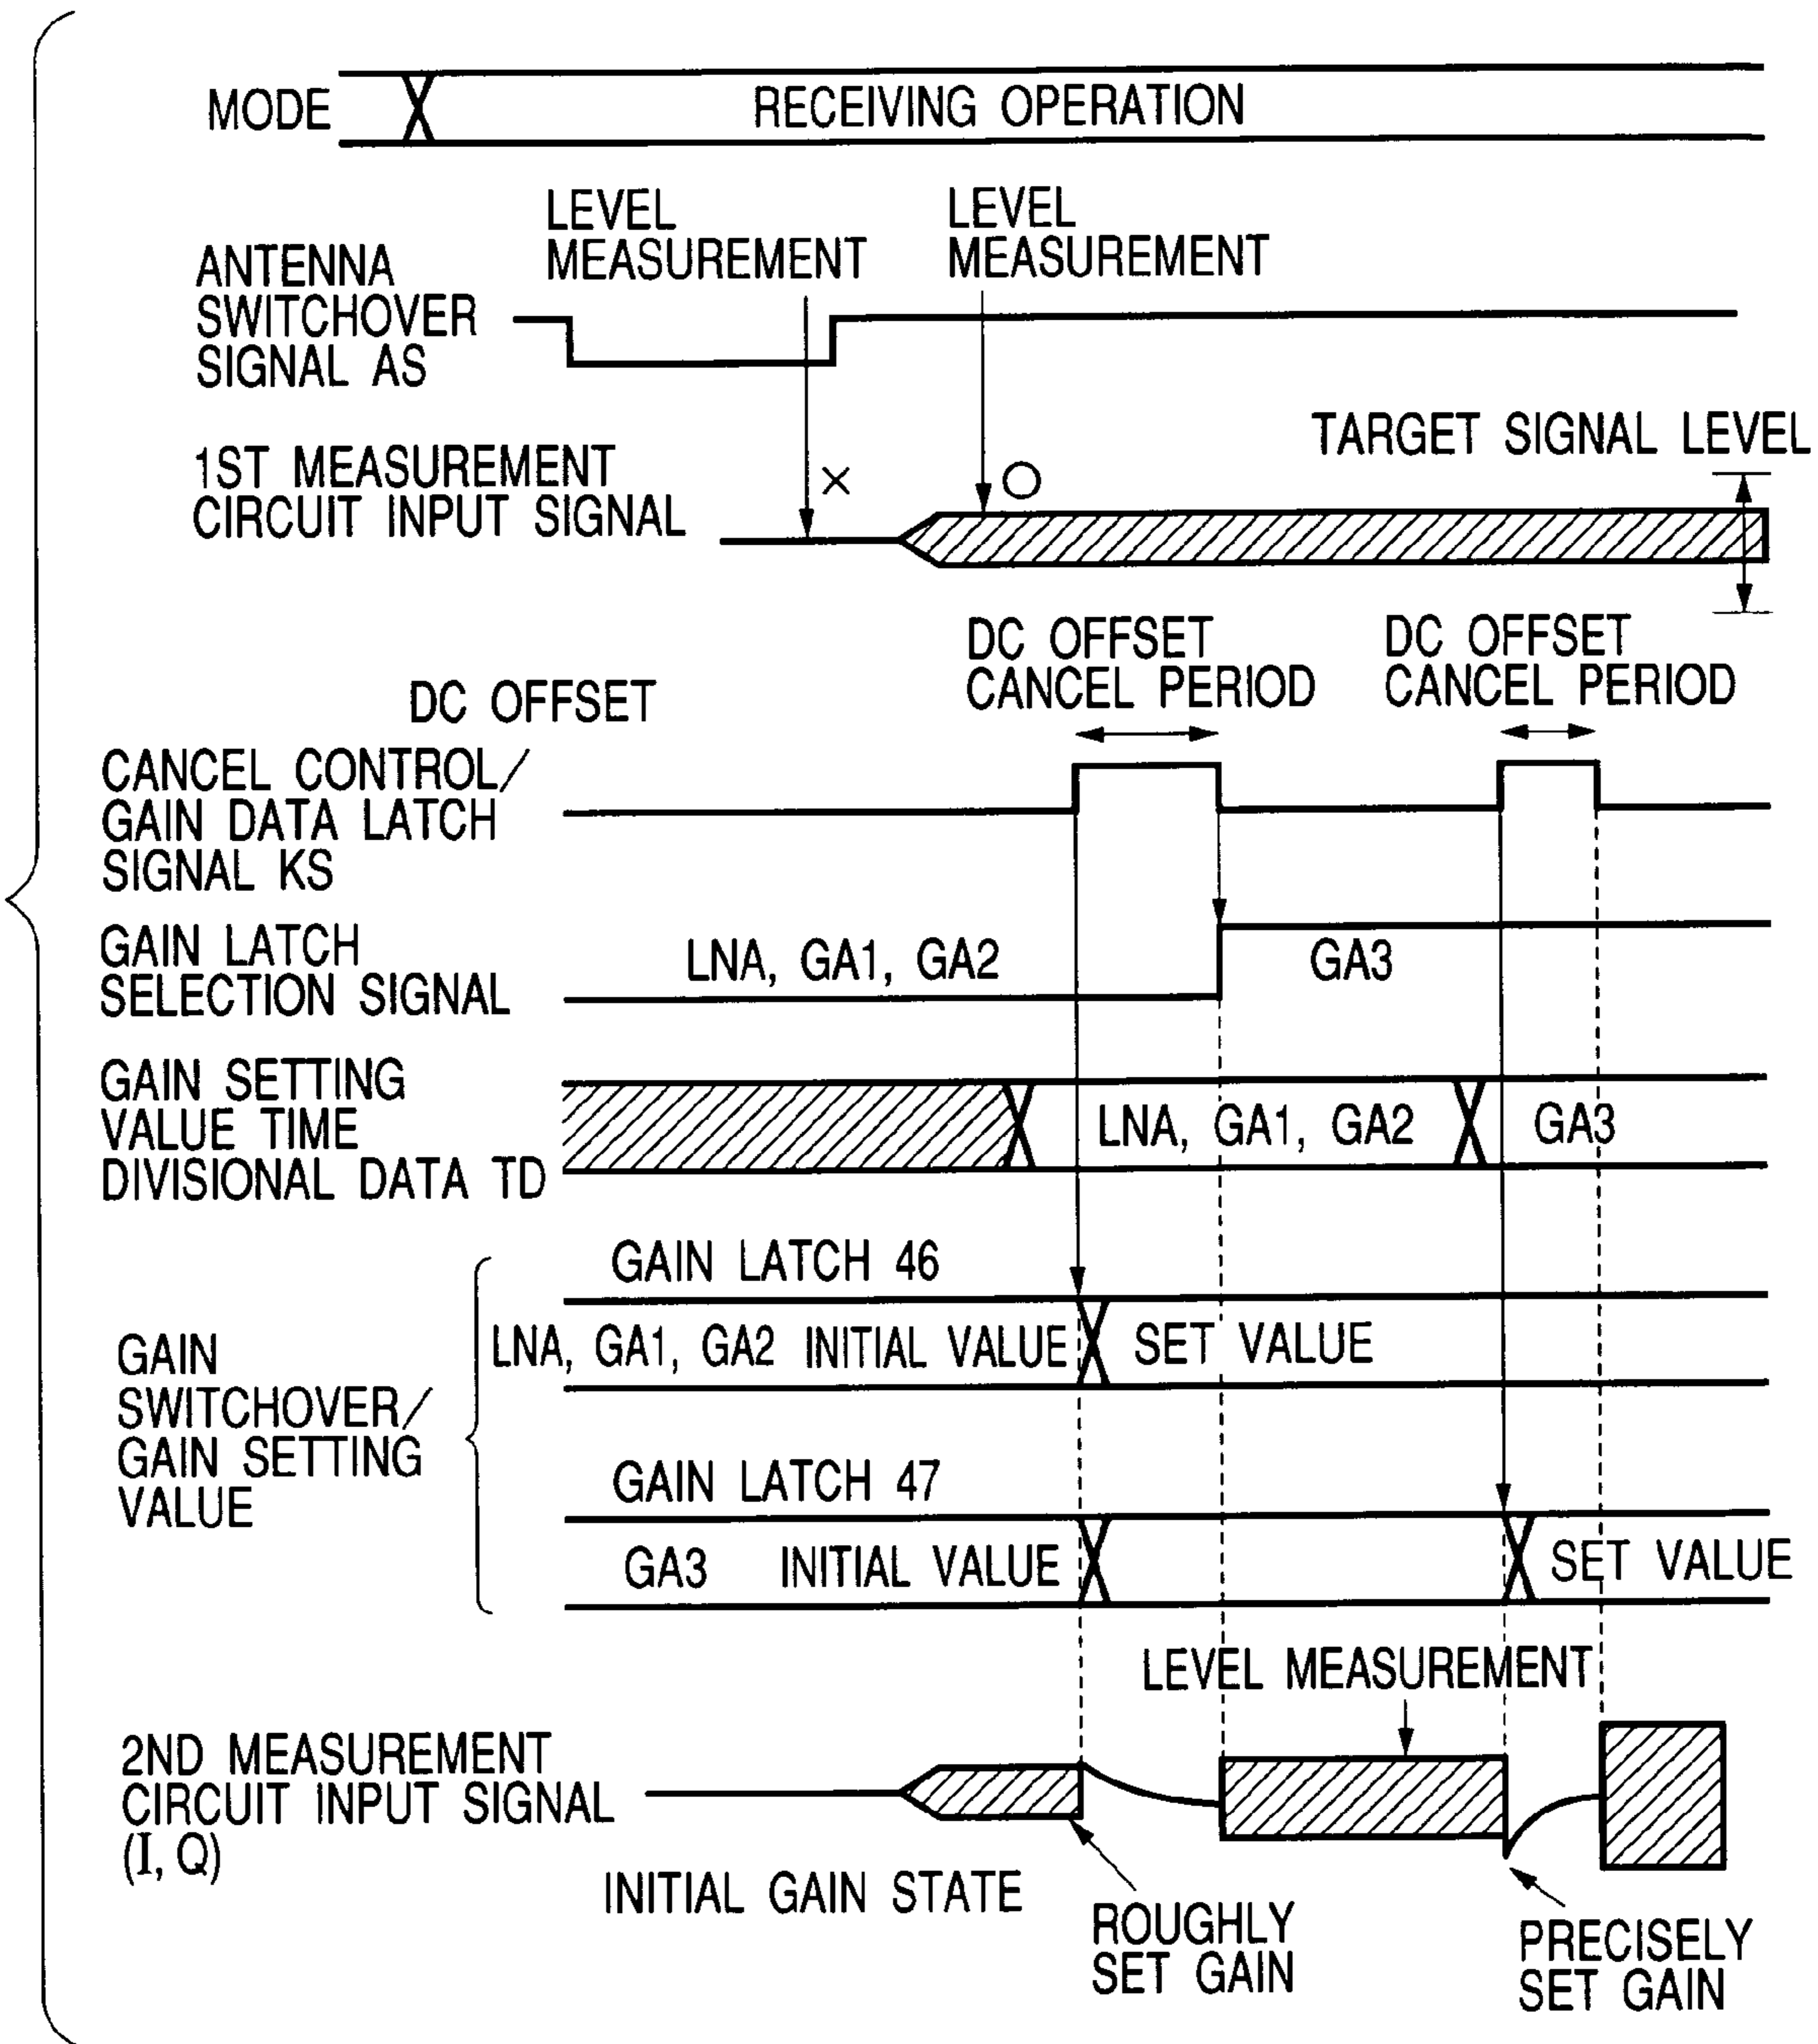 MODE
RECEIVING OPERATION
LEVEL
MEASUREMENT
LEVEL
MEASUREMENT
ANTENNA
SWITCHOVER
SIGNAL AS
×
○
TARGET SIGNAL LEVEL
1ST MEASUREMENT
CIRCUIT INPUT SIGNAL
DC OFFSET
CANCEL PERIOD
DC OFFSET
CANCEL PERIOD
DC OFFSET
CANCEL CONTROL/
GAIN DATA LATCH
SIGNAL KS
GAIN LATCH
SELECTION SIGNAL
LNA, GA1, GA2
GA3
GAIN SETTING
VALUE TIME
DIVISIONAL DATA TD
LNA, GA1, GA2
GA3
GAIN SWITCHOVER/
GAIN SETTING
VALUE
GAIN LATCH 46
LNA, GA1, GA2 INITIAL VALUE
SET VALUE
GAIN LATCH 47
GA3 INITIAL VALUE
SET VALUE
LEVEL MEASUREMENT
2ND MEASUREMENT
CIRCUIT INPUT SIGNAL
(I, Q)
INITIAL GAIN STATE
ROUGHLY
SET GAIN
PRECISELY
SET GAIN